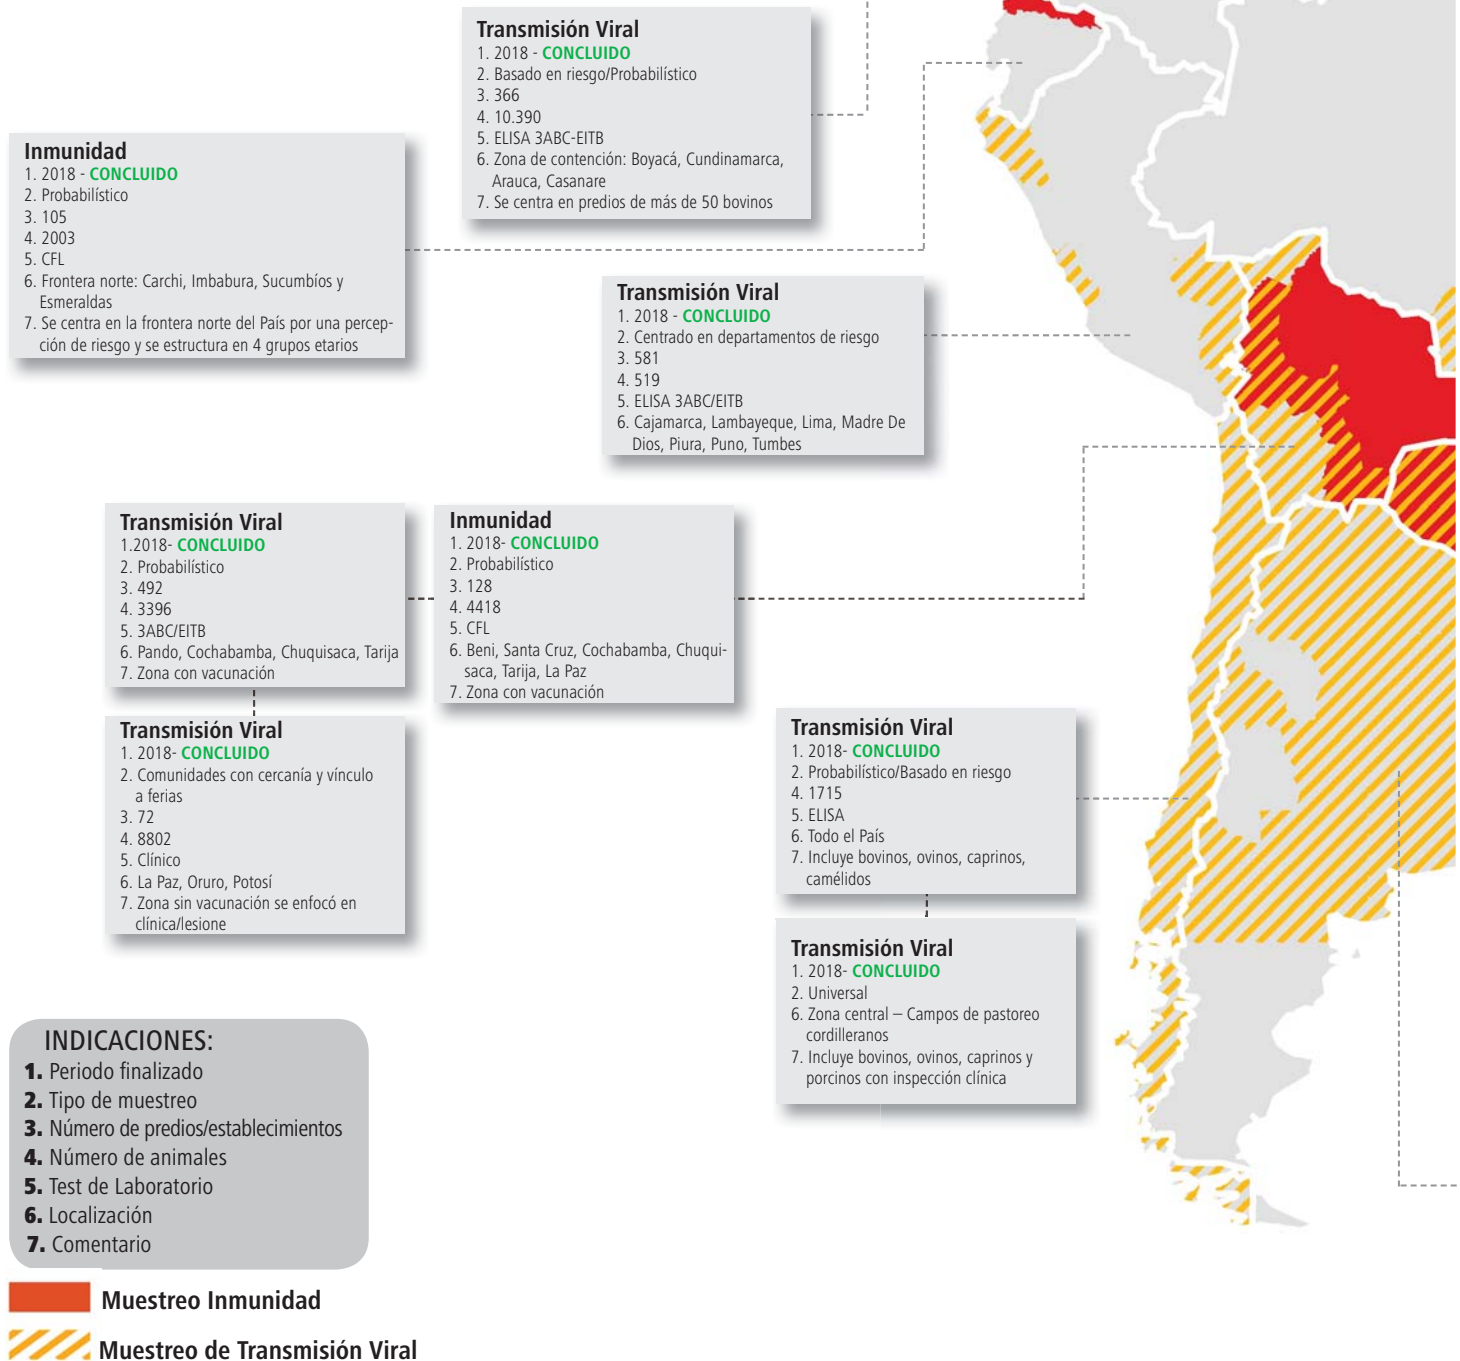 Transmisión Viral
1. 2018 - CONCLUIDO
2. Basado en riesgo/Probabilístico
3. 366
4. 10.390
5. ELISA 3ABC-EITB
6. Zona de contención: Boyacá, Cundinamarca,
Arauca, Casanare
7. Se centra en predios de más de 50 bovinos
Inmunidad
1. 2018 - CONCLUIDO
2. Probabilístico
3. 105
4. 2003
5. CFL
6. Frontera norte: Carchi, Imbabura, Sucumbíos y
Esmeraldas
7. Se centra en la frontera norte del País por una percep-
ción de riesgo y se estructura en 4 grupos etarios
Transmisión Viral
1. 2018 - CONCLUIDO
2. Centrado en departamentos de riesgo
3. 581
4. 519
5. ELISA 3ABC/EITB
6. Cajamarca, Lambayeque, Lima, Madre De
Dios, Piura, Puno, Tumbes
Transmisión Viral
1.2018- CONCLUIDO
2. Probabilístico
3. 492
4. 3396
5. 3ABC/EITB
6. Pando, Cochabamba, Chuquisaca, Tarija
7. Zona con vacunación
Inmunidad
1. 2018- CONCLUIDO
2. Probabilístico
3. 128
4. 4418
5. CFL
6. Beni, Santa Cruz, Cochabamba, Chuqui-
saca, Tarija, La Paz
7. Zona con vacunación
Transmisión Viral
1. 2018- CONCLUIDO
2. Comunidades con cercanía y vínculo
a ferias
3. 72
4. 8802
5. Clínico
6. La Paz, Oruro, Potosí
7. Zona sin vacunación se enfocó en
clínica/lesione
Transmisión Viral
1. 2018- CONCLUIDO
2. Probabilístico/Basado en riesgo
4. 1715
5. ELISA
6. Todo el País
7. Incluye bovinos, ovinos, caprinos,
camélidos
Transmisión Viral
1. 2018- CONCLUIDO
2. Universal
6. Zona central – Campos de pastoreo
cordilleranos
7. Incluye bovinos, ovinos, caprinos y
porcinos con inspección clínica
INDICACIONES:
1. Periodo finalizado
2. Tipo de muestreo
3. Número de predios/establecimientos
4. Número de animales
5. Test de Laboratorio
6. Localización
7. Comentario
Muestreo Inmunidad
Muestreo de Transmisión Viral